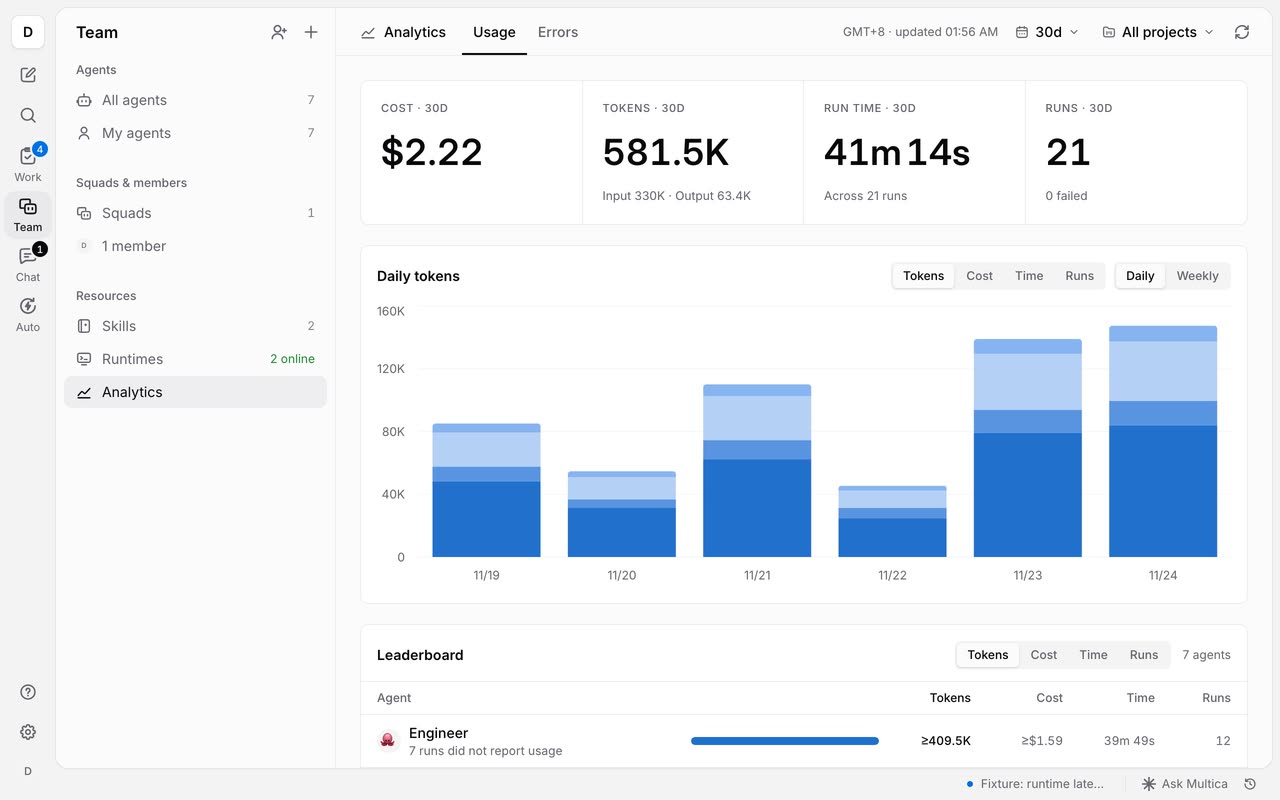 D
Work
4
Team
Chat
1
Auto
D
Team
Agents
All agents 7
My agents 7
Squads & members
Squads 1
D 1 member
Resources
Skills 2
Runtimes 2 online
Analytics
Analytics Usage Errors GMT+8 · updated 01:56 AM 30d All projects
COST · 30D
$2.22
TOKENS · 30D
581.5K
Input 330K · Output 63.4K
RUN TIME · 30D
41m 14s
Across 21 runs
RUNS · 30D
21
0 failed
Daily tokens Tokens Cost Time Runs Daily Weekly
160K
120K
80K
40K
0
11/19 11/20 11/21 11/22 11/23 11/24
Leaderboard Tokens Cost Time Runs 7 agents
Agent Tokens Cost Time Runs
Engineer
7 runs did not report usage
≥409.5K ≥$1.59 39m 49s 12
Fixture: runtime late... Ask Multica